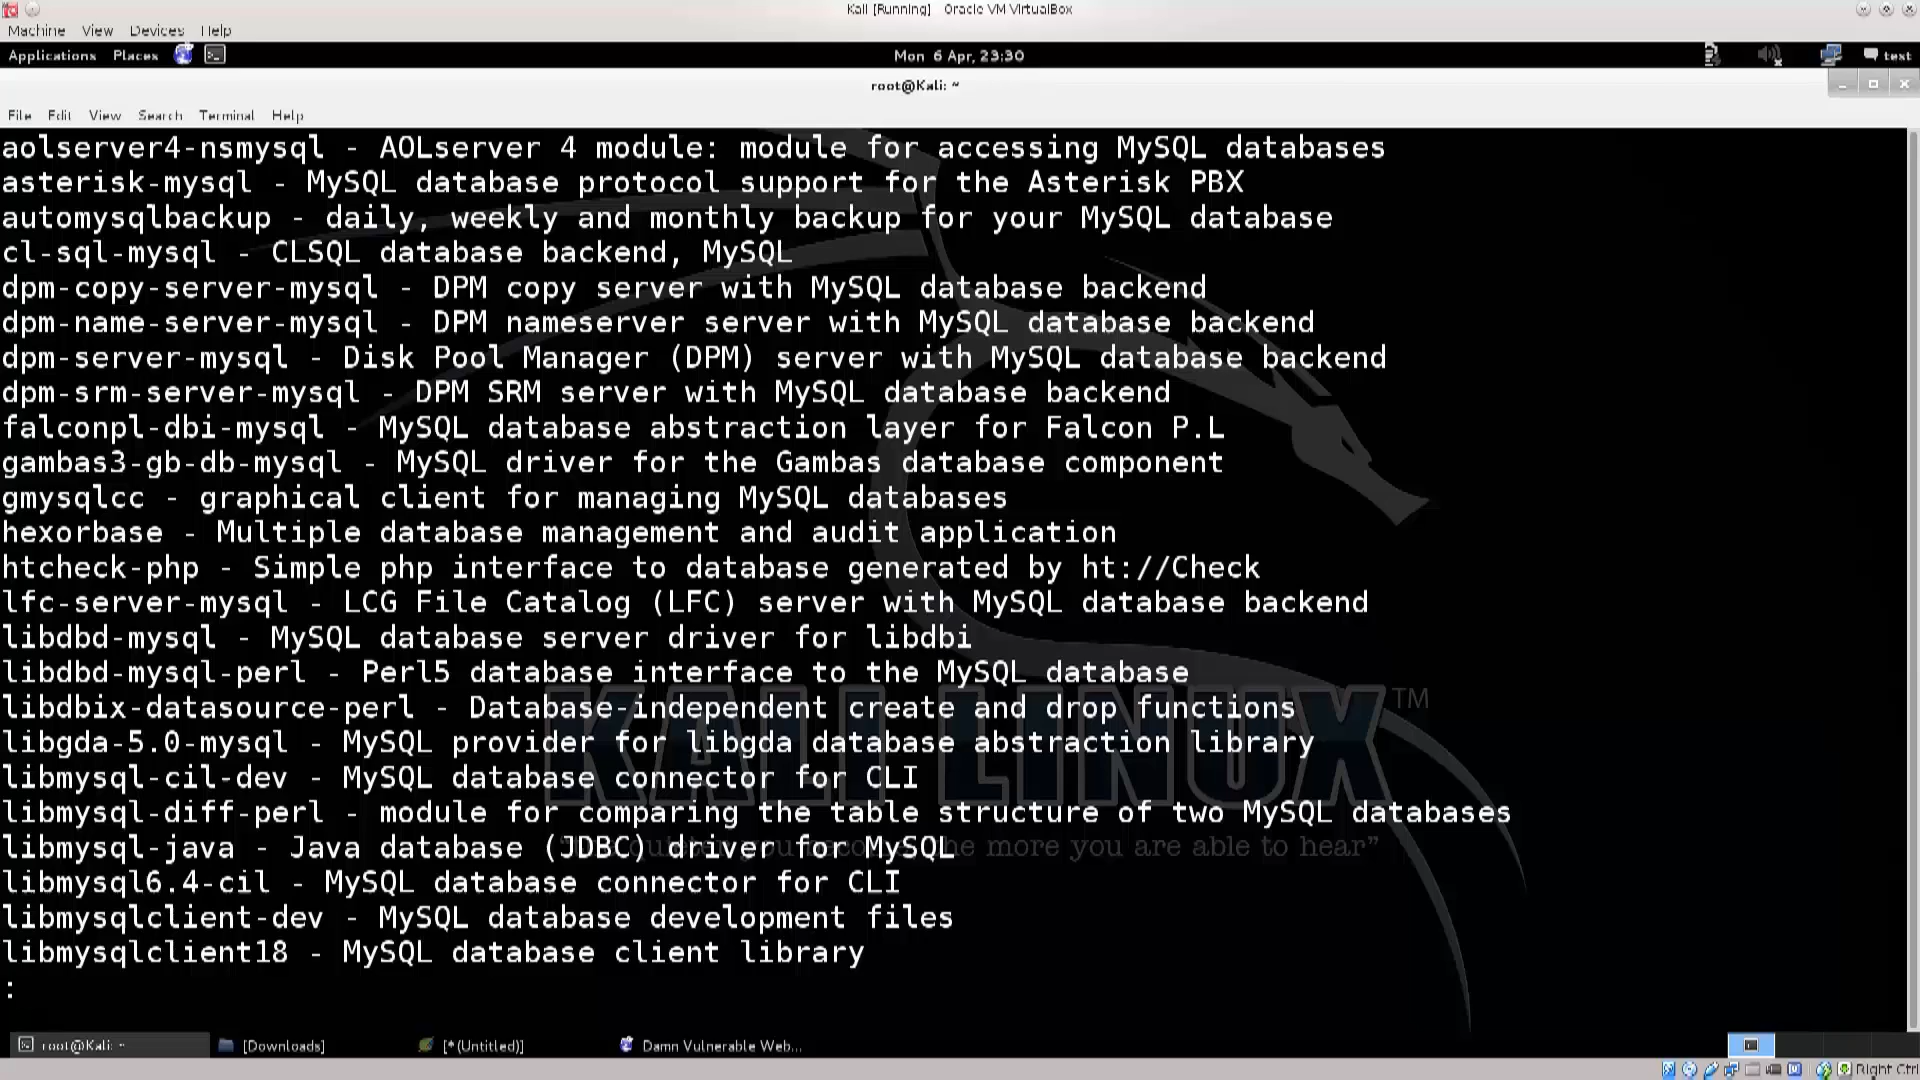 Kali [Running] - Oracle VM VirtualBox
Machine View Devices Help
Applications Places Mon 6 Apr, 23:30 text
root@Kali: ~
File Edit View Search Terminal Help
aolserver4-nsmysql - AOLserver 4 module: module for accessing MySQL databases
asterisk-mysql - MySQL database protocol support for the Asterisk PBX
automysqlbackup - daily, weekly and monthly backup for your MySQL database
cl-sql-mysql - CLSQL database backend, MySQL
dpm-copy-server-mysql - DPM copy server with MySQL database backend
dpm-name-server-mysql - DPM nameserver server with MySQL database backend
dpm-server-mysql - Disk Pool Manager (DPM) server with MySQL database backend
dpm-srm-server-mysql - DPM SRM server with MySQL database backend
falconpl-dbi-mysql - MySQL database abstraction layer for Falcon P.L
gambas3-gb-db-mysql - MySQL driver for the Gambas database component
gmysqlcc - graphical client for managing MySQL databases
hexorbase - Multiple database management and audit application
htcheck-php - Simple php interface to database generated by ht://Check
lfc-server-mysql - LCG File Catalog (LFC) server with MySQL database backend
libdbd-mysql - MySQL database server driver for libdbi
libdbd-mysql-perl - Perl5 database interface to the MySQL database
libdbix-datasource-perl - Database-independent create and drop functions
KALI LINUX™
libgda-5.0-mysql - MySQL provider for libgda database abstraction library
libmysql-cil-dev - MySQL database connector for CLI
libmysql-diff-perl - module for comparing the table structure of two MySQL databases
libmysql-java - Java database (JDBC) driver for MySQL
the more you are able to hear”
libmysql6.4-cil - MySQL database connector for CLI
libmysqlclient-dev - MySQL database development files
libmysqlclient18 - MySQL database client library
:
root@Kali: ~ [Downloads] [*(Untitled)] Damn Vulnerable Web...
Right Ctrl